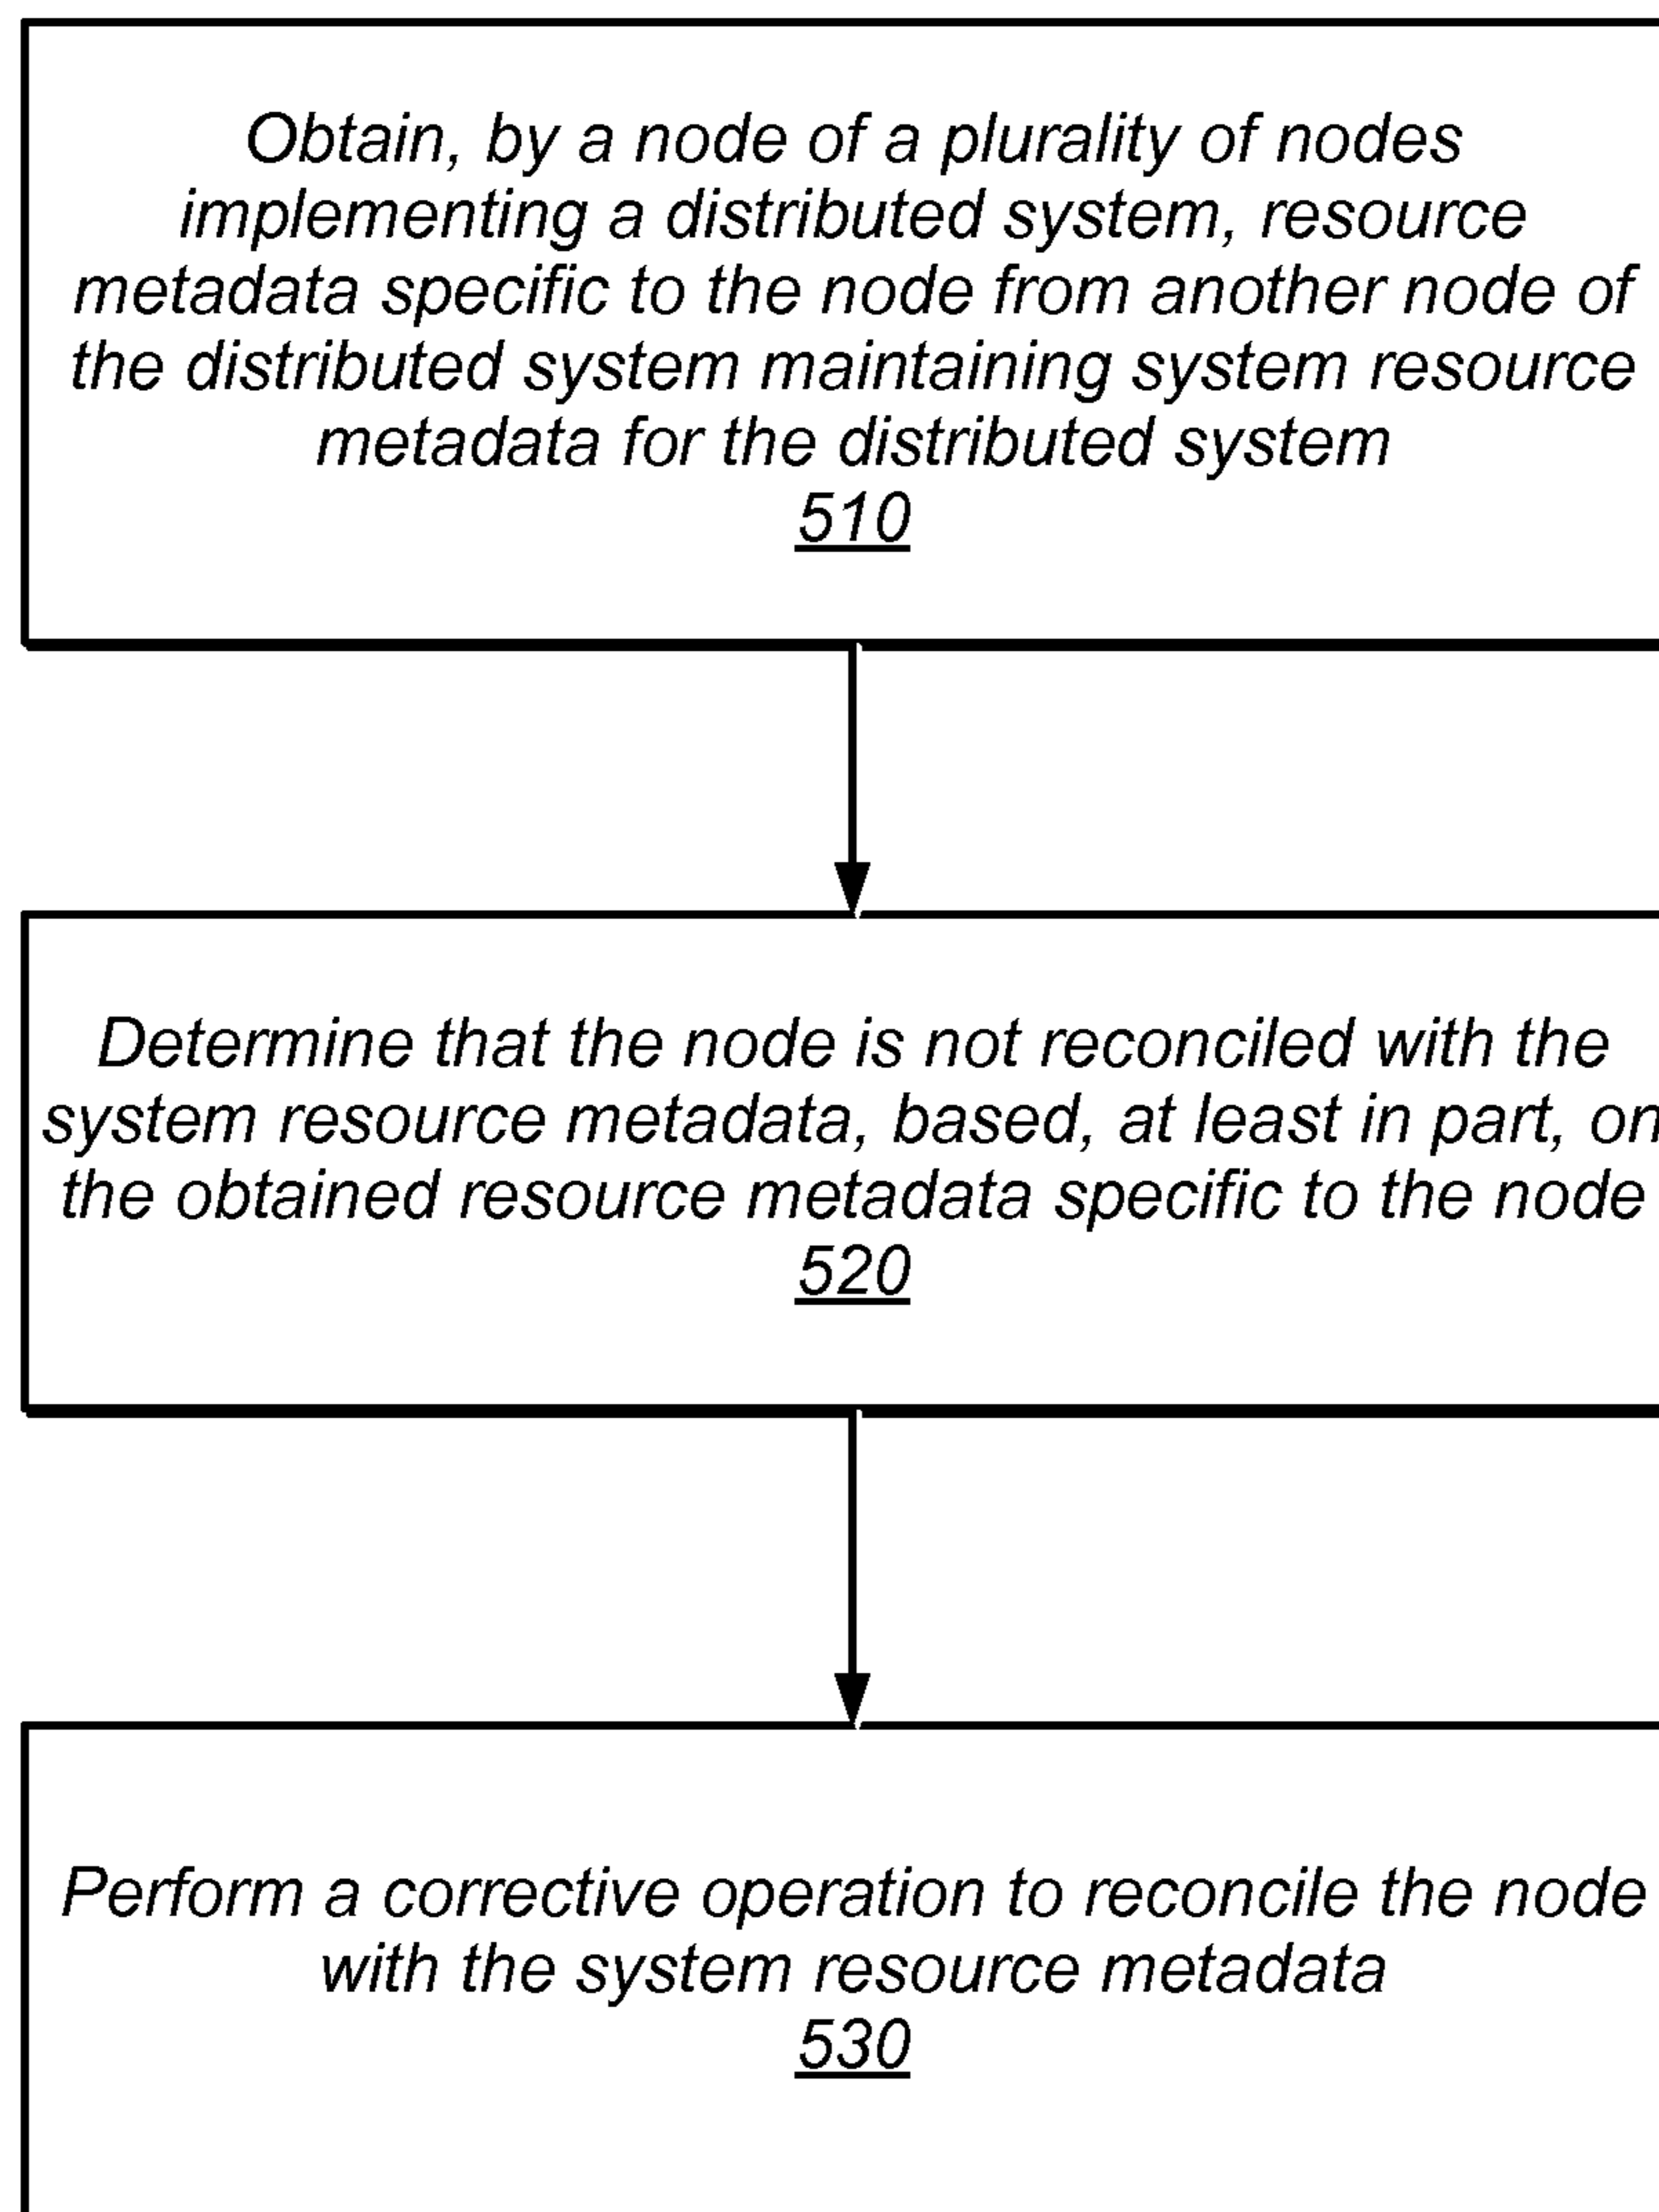 Obtain, by a node of a plurality of nodes
implementing a distributed system, resource
metadata specific to the node from another node of
the distributed system maintaining system resource
metadata for the distributed system
510
Determine that the node is not reconciled with the
system resource metadata, based, at least in part, on
the obtained resource metadata specific to the node
520
Perform a corrective operation to reconcile the node
with the system resource metadata
530